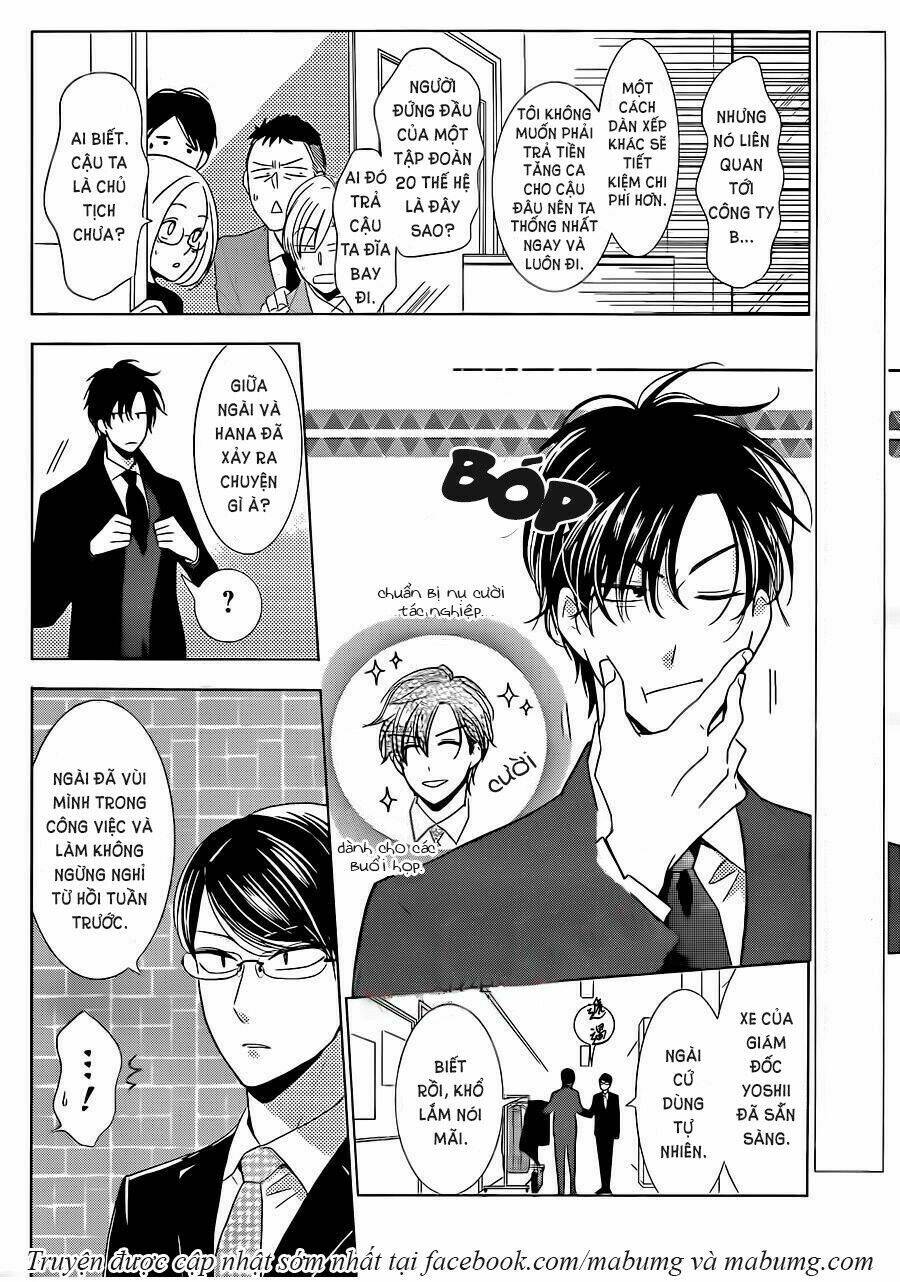 NHƯNG
NÓ LIÊN
QUAN
TỚI
CÔNG TY
B...
MỘT
CÁCH
DÀN XẾP
KHÁC SẼ
TIẾT
KIỆM CHI
PHÍ HƠN.
TÔI KHÔNG
MUỐN PHẢI
TRẢ TIỀN
TĂNG CA
CHO CẬU
ĐÂU NÊN TA
THỐNG NHẤT
NGAY VÀ
LUÔN ĐI.
NGƯỜI
ĐỨNG ĐẦU
CỦA MỘT
TẬP ĐOÀN
20 THẾ HỆ
LÀ ĐÂY
SAO?
AI ĐÓ
TRẢ
CẬU
TA ĐĨA
BAY
ĐI.
AI BIẾT.
CẬU TA
LÀ CHỦ
TỊCH
CHƯA?
BÓP
chuẩn bị nụ cười
tác nghiệp...
cười
dành cho các
buổi họp.
GIỮA
NGÀI VÀ
HANA ĐÃ
XẢY RA
CHUYỆN
GÌ À?
?
XE CỦA
GIÁM
ĐỐC
YOSHII
ĐÃ SẴN
SÀNG.
NGÀI
CỨ
DÙNG
TỰ
NHIÊN.
BIẾT
RỒI, KHỔ
LẮM NÓI
MÃI.
NGÀI ĐÃ VÙI
MÌNH TRONG
CÔNG VIỆC VÀ
LÀM KHÔNG
NGỪNG NGHỈ
TỪ HỒI TUẦN
TRƯỚC.
...!
Truyện được cập nhật sớm nhất tại facebook.com/mabumg và mabumg.com